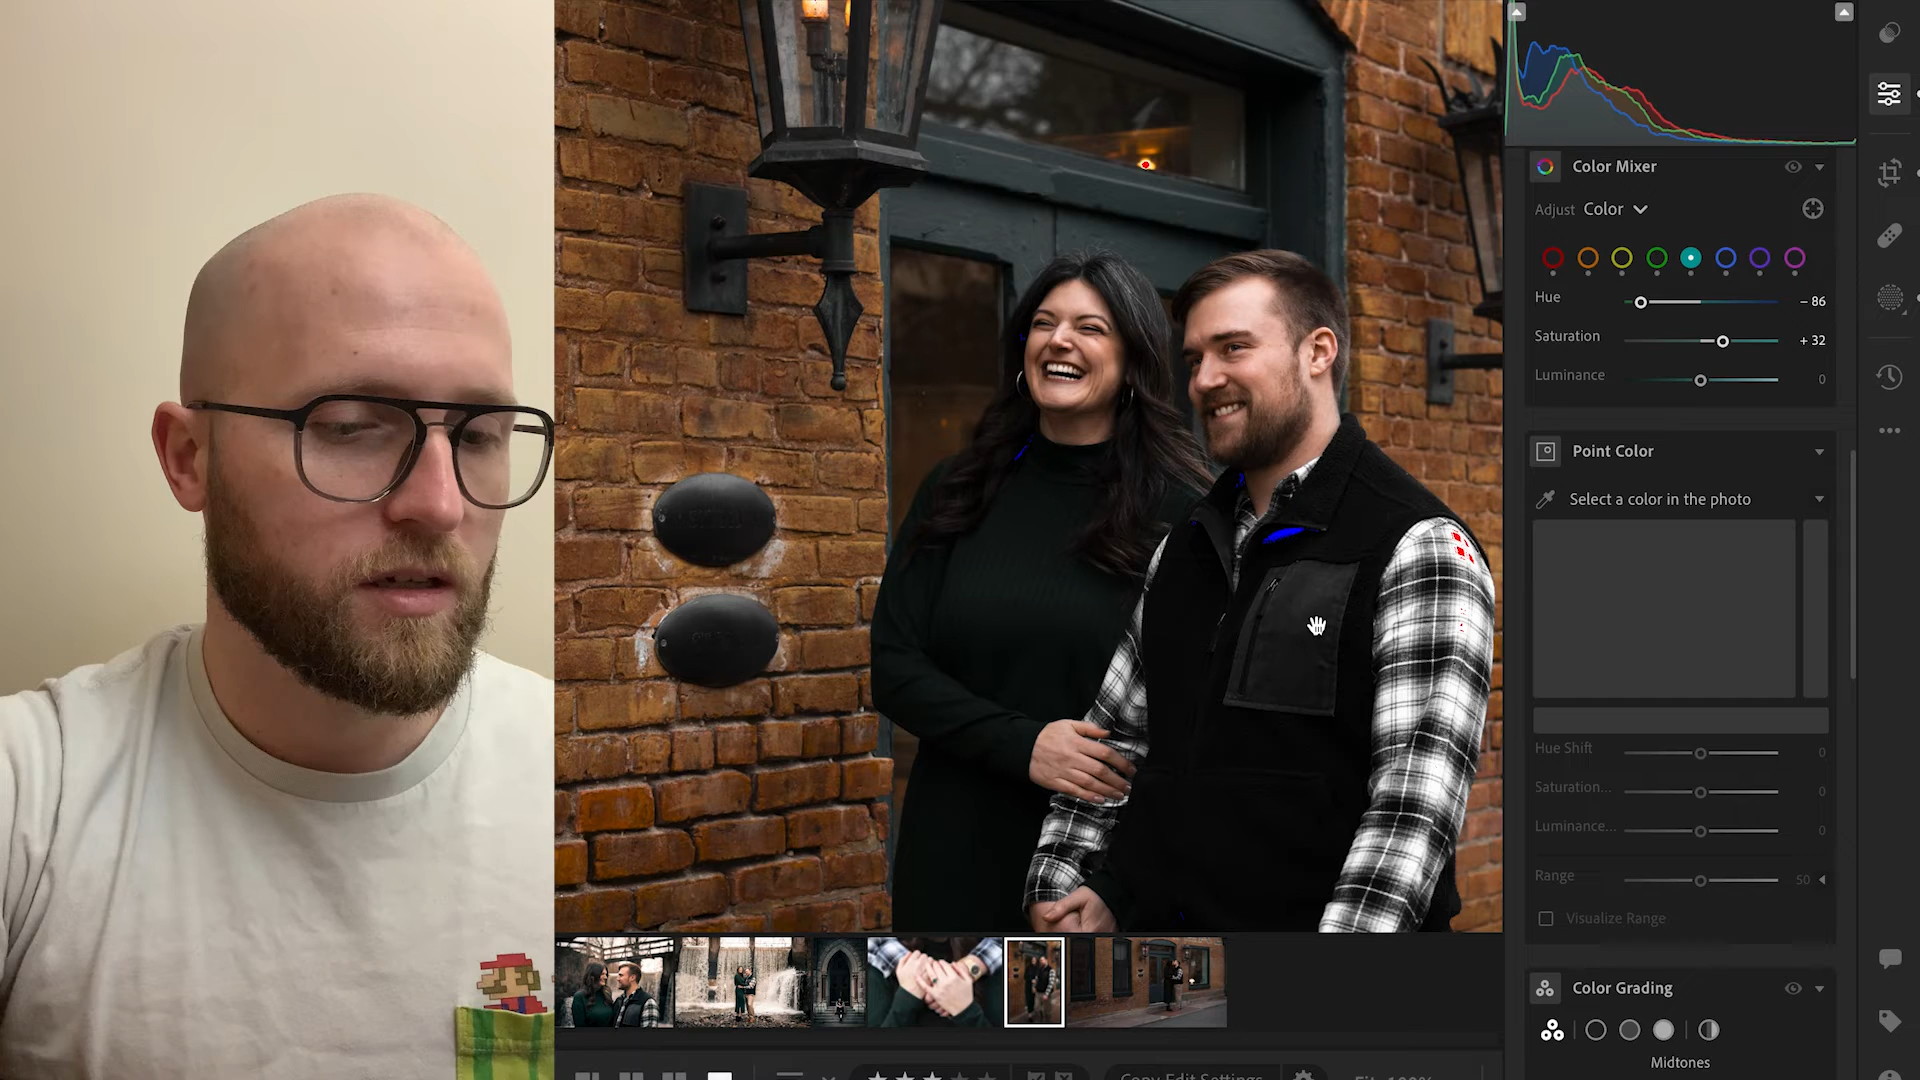 Color Mixer
Adjust Color
Hue − 86
Saturation + 32
Luminance 0
Point Color
Select a color in the photo
Hue Shift 0
Saturation... 0
Luminance... 0
Range 50
Visualize Range
Color Grading
Midtones
Copy Edit Settings